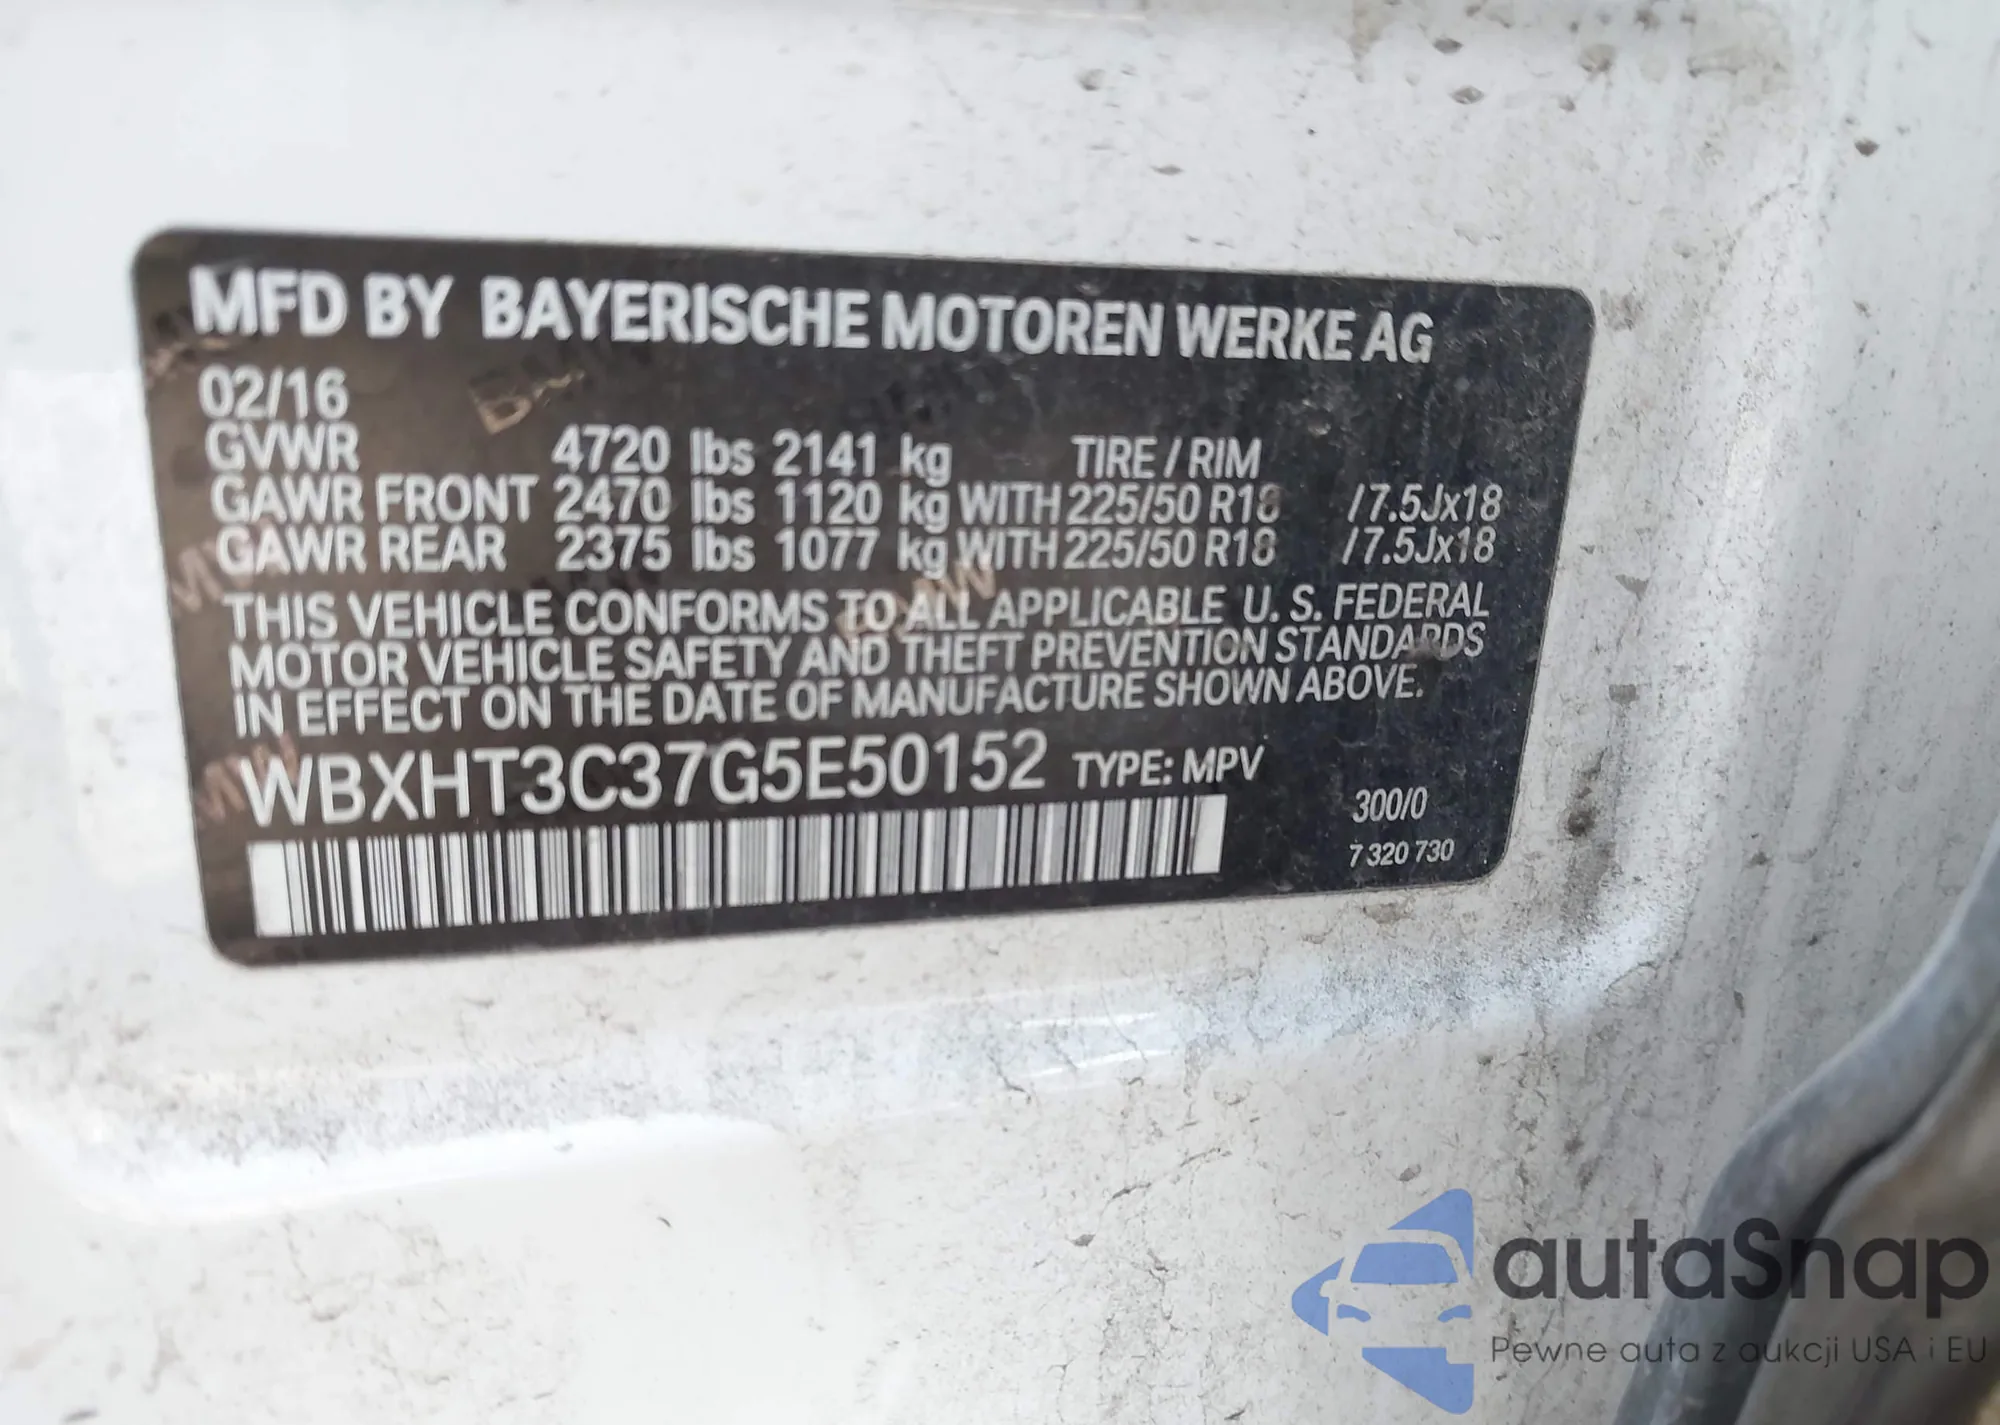 MFD BY BAYERISCHE MOTOREN WERKE AG
02/16
GVWR 4720 lbs 2141 kg TIRE / RIM
GAWR FRONT 2470 lbs 1120 kg WITH 225/50 R18 /7.5Jx18
GAWR REAR 2375 lbs 1077 kg WITH 225/50 R18 /7.5Jx18
THIS VEHICLE CONFORMS TO ALL APPLICABLE U. S. FEDERAL
MOTOR VEHICLE SAFETY AND THEFT PREVENTION STANDARDS
IN EFFECT ON THE DATE OF MANUFACTURE SHOWN ABOVE.
WBXHT3C37G5E50152 TYPE: MPV
300/0
7 320 730
autaSnap
Pewne auta z aukcji USA i EU